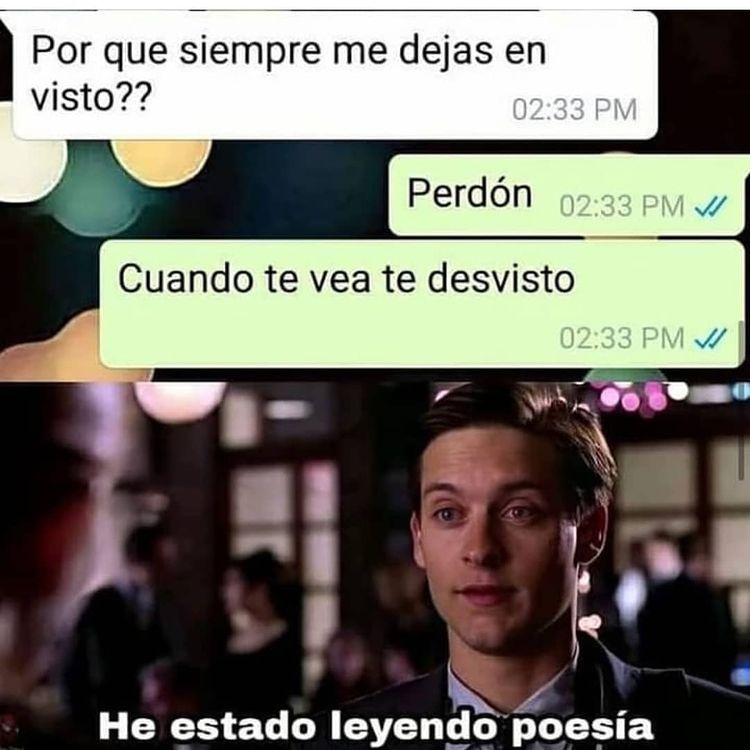 Por que siempre me dejas en
visto??
02:33 PM
Perdón 02:33 PM
Cuando te vea te desvisto
02:33 PM
He estado leyendo poesía